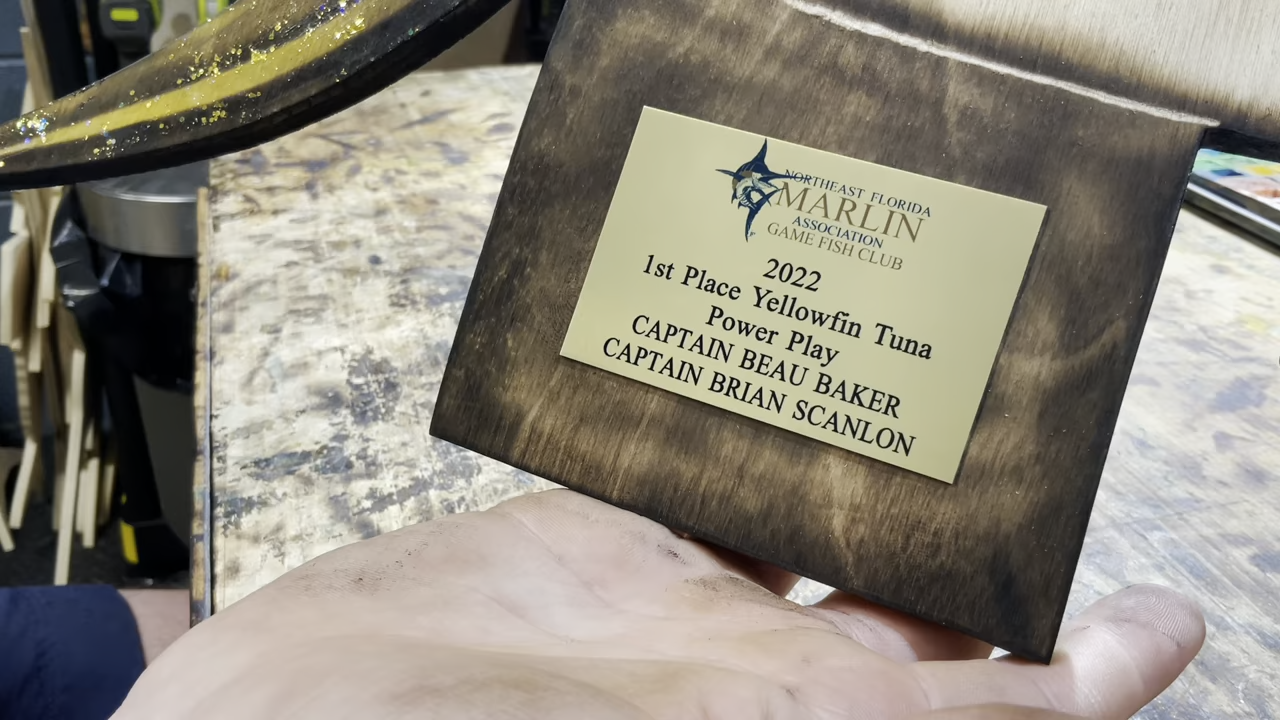 NORTHEAST FLORIDA
MARLIN
ASSOCIATION
GAME FISH CLUB
2022
1st Place Yellowfin Tuna
Power Play
CAPTAIN BEAU BAKER
CAPTAIN BRIAN SCANLON